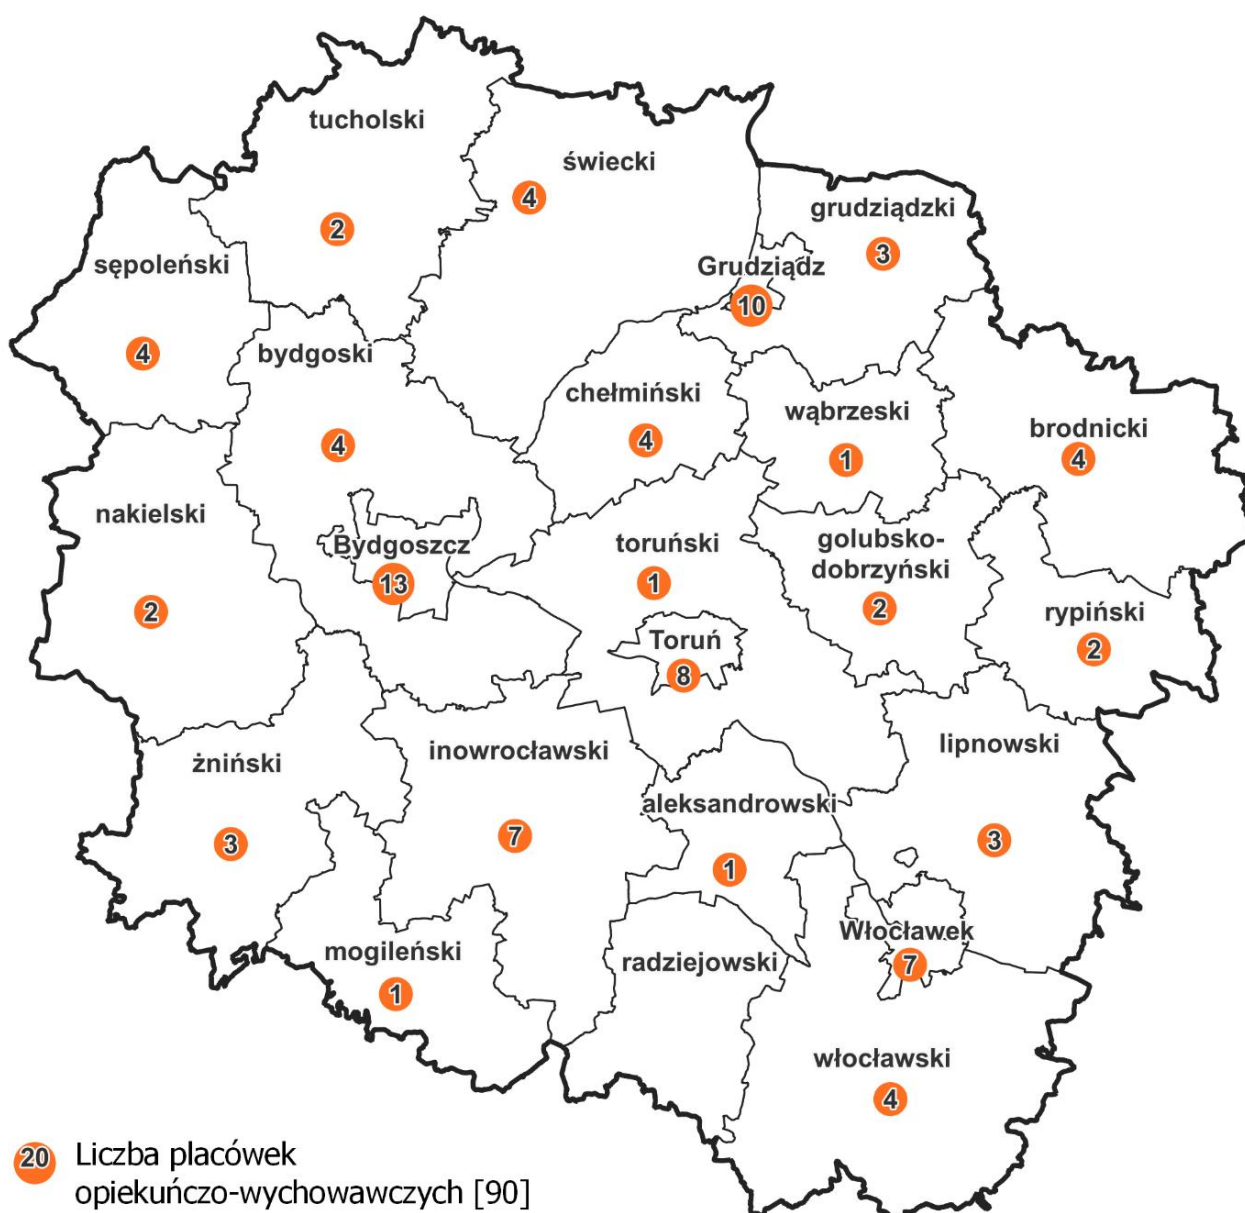 tucholski
2
świecki
4
grudziądzki
3
sępoleński
4
Grudziądz
10
bydgoski
4
chełmiński
4
wąbrzeski
1
brodnicki
4
nakielski
2
Bydgoszcz
13
toruński
1
golubsko-
dobrzyński
2
rypiński
2
Toruń
8
żniński
3
inowrocławski
7
aleksandrowski
1
lipnowski
3
mogileński
1
radziejowski
Włocławek
7
włocławski
4
20
Liczba placówek
opiekuńczo-wychowawczych [90]